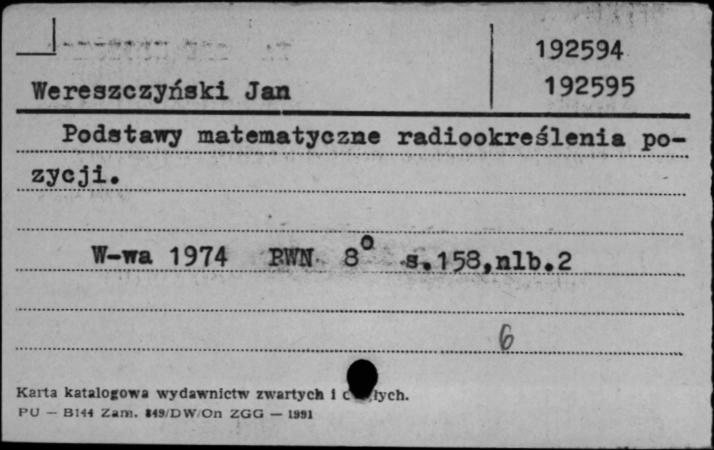 192594
Wereszczyński Jan 192595
Podstawy matematyczne radiookreślenia po-
zycji.
W-wa 1974 PWN 8° s.158,nlb.2
6
Karta katalogowa wydawnictw zwartych i
PU — B144 Zam. 849/DW/On ZGG — 1991